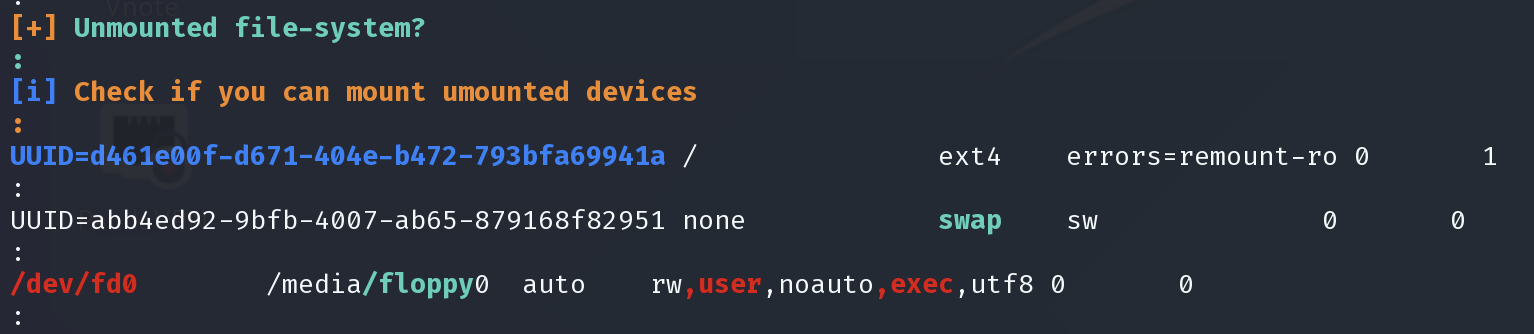 Vnote
:
[+] Unmounted file-system?
:
[i] Check if you can mount umounted devices
:
UUID=d461e00f-d671-404e-b472-793bfa69941a / ext4 errors=remount-ro 0 1
:
UUID=abb4ed92-9bfb-4007-ab65-879168f82951 none swap sw 0 0
:
/dev/fd0 /media/floppy0 auto rw,user,noauto,exec,utf8 0 0
: